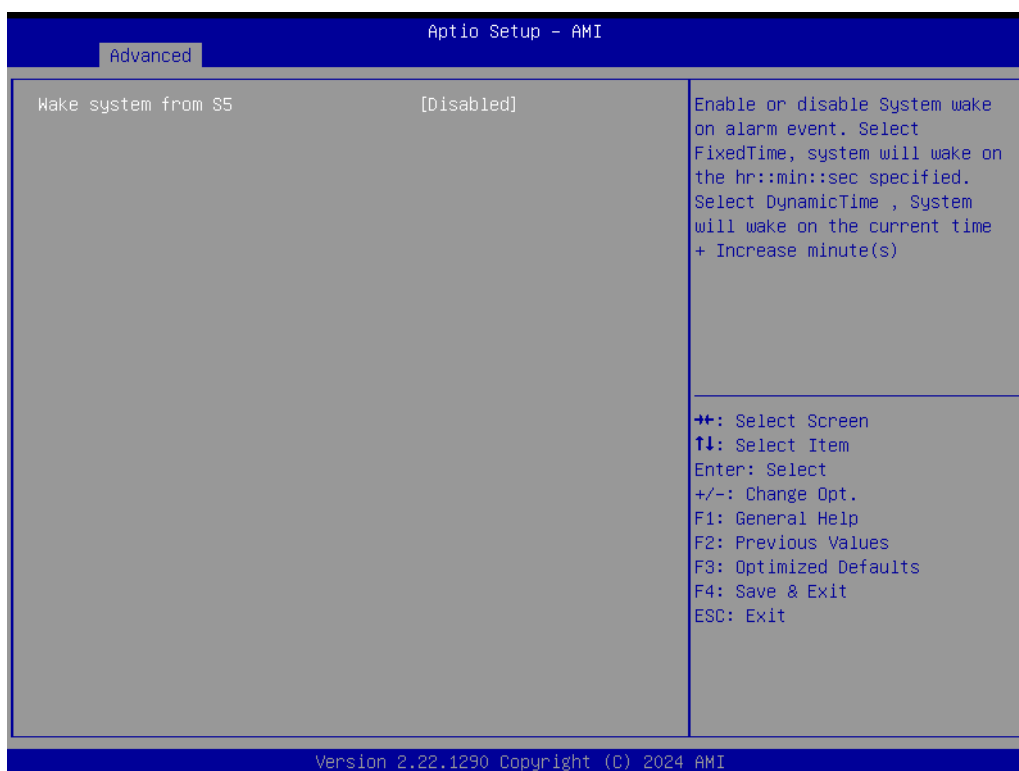 Aptio Setup - AMI
Advanced
Wake system from S5 [Disabled]
Enable or disable System wake
on alarm event. Select
FixedTime, system will wake on
the hr::min::sec specified.
Select DynamicTime , System
will wake on the current time
+ Increase minute(s)
→←: Select Screen
↑↓: Select Item
Enter: Select
+/-: Change Opt.
F1: General Help
F2: Previous Values
F3: Optimized Defaults
F4: Save & Exit
ESC: Exit
Version 2.22.1290 Copyright (C) 2024 AMI